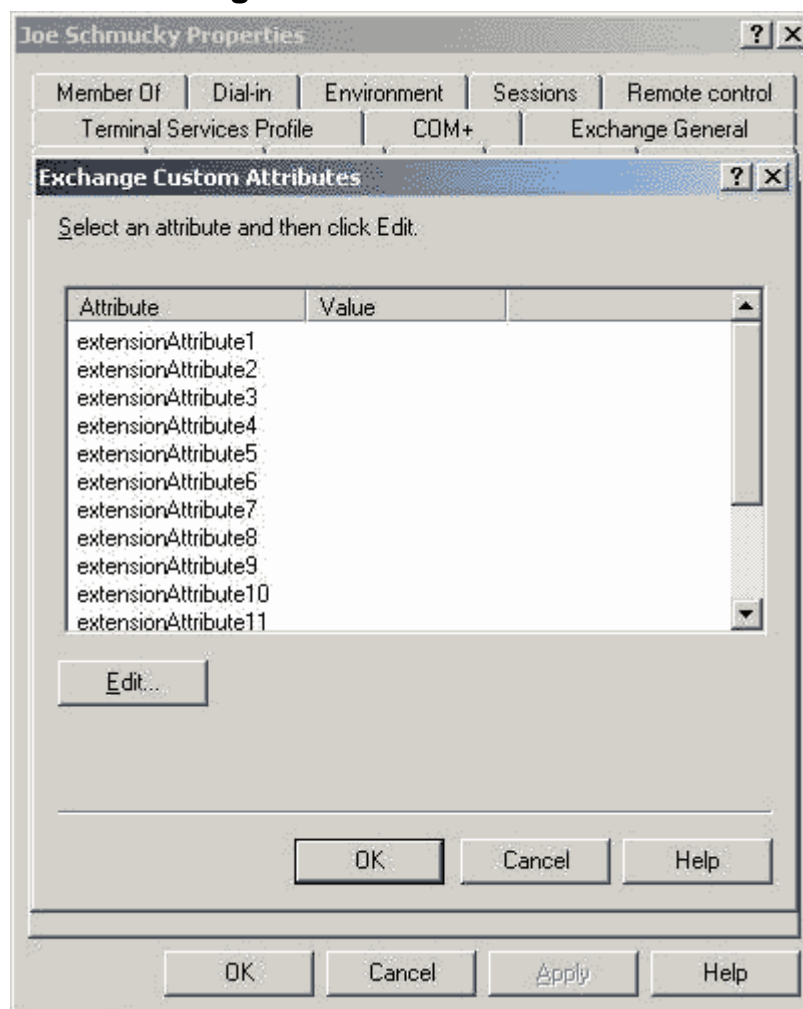 Joe Schmucky Properties
Member Of Dial-in Environment Sessions Remote control
Terminal Services Profile COM+ Exchange General
Exchange Custom Attributes
Select an attribute and then click Edit.
Attribute Value
extensionAttribute1
extensionAttribute2
extensionAttribute3
extensionAttribute4
extensionAttribute5
extensionAttribute6
extensionAttribute7
extensionAttribute8
extensionAttribute9
extensionAttribute10
extensionAttribute11
Edit...
OK Cancel Help
OK Cancel Apply Help